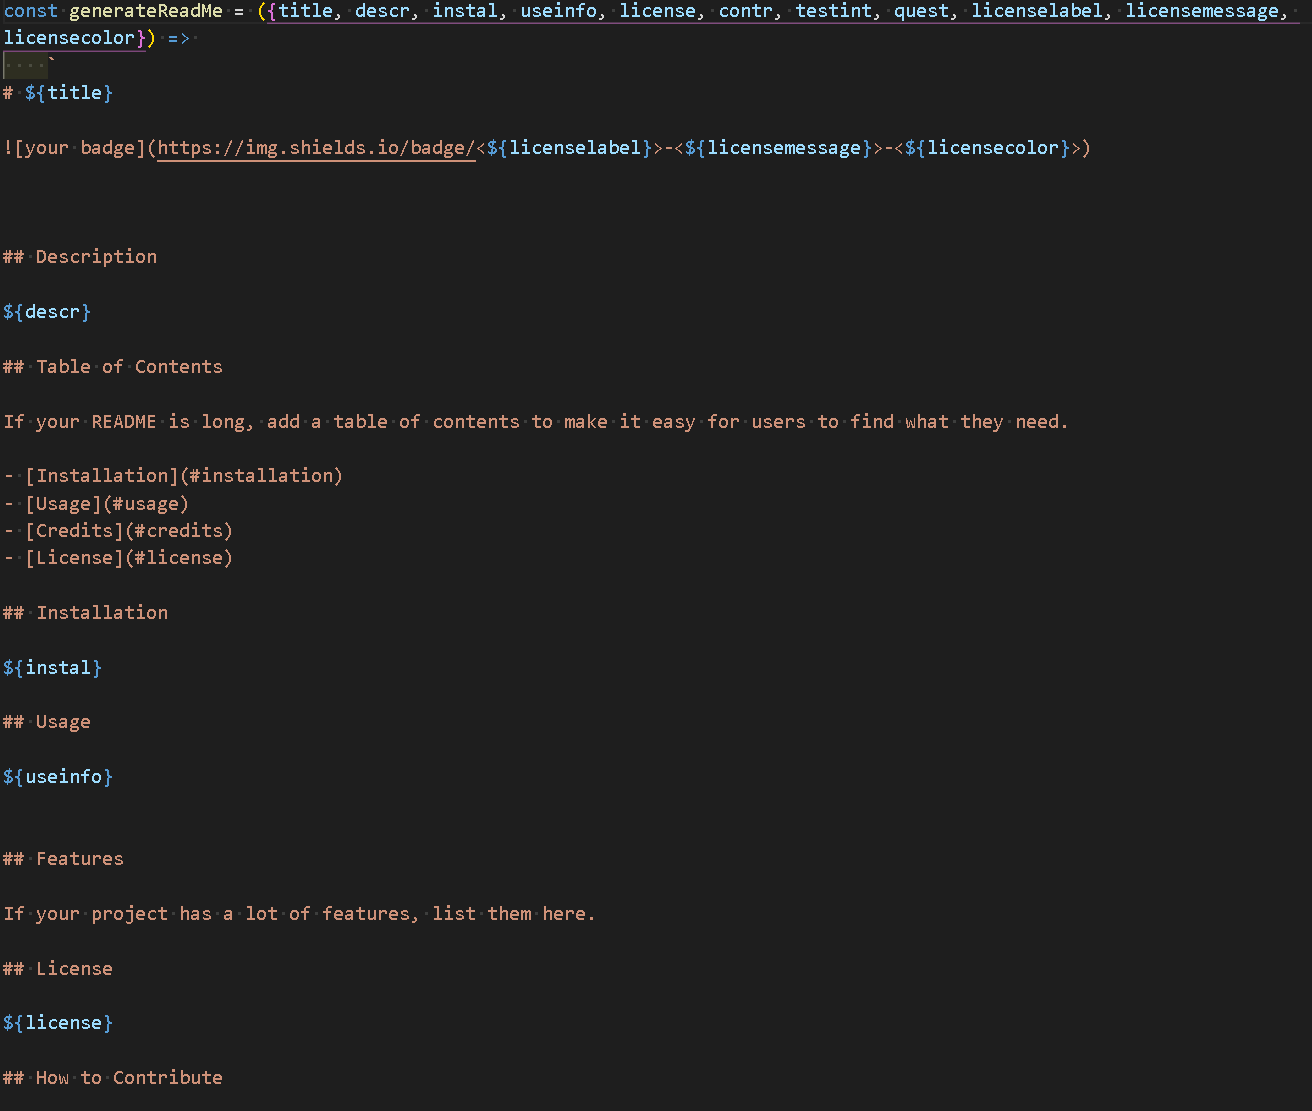 const generateReadMe = ({title, descr, instal, useinfo, license, contr, testint, quest, licenselabel, licensemessage,
licensecolor}) =>
`
# ${title}
![your badge](https://img.shields.io/badge/<${licenselabel}>-<${licensemessage}>-<${licensecolor}>)
## Description
${descr}
## Table of Contents
If your README is long, add a table of contents to make it easy for users to find what they need.
- [Installation](#installation)
- [Usage](#usage)
- [Credits](#credits)
- [License](#license)
## Installation
${instal}
## Usage
${useinfo}
## Features
If your project has a lot of features, list them here.
## License
${license}
## How to Contribute